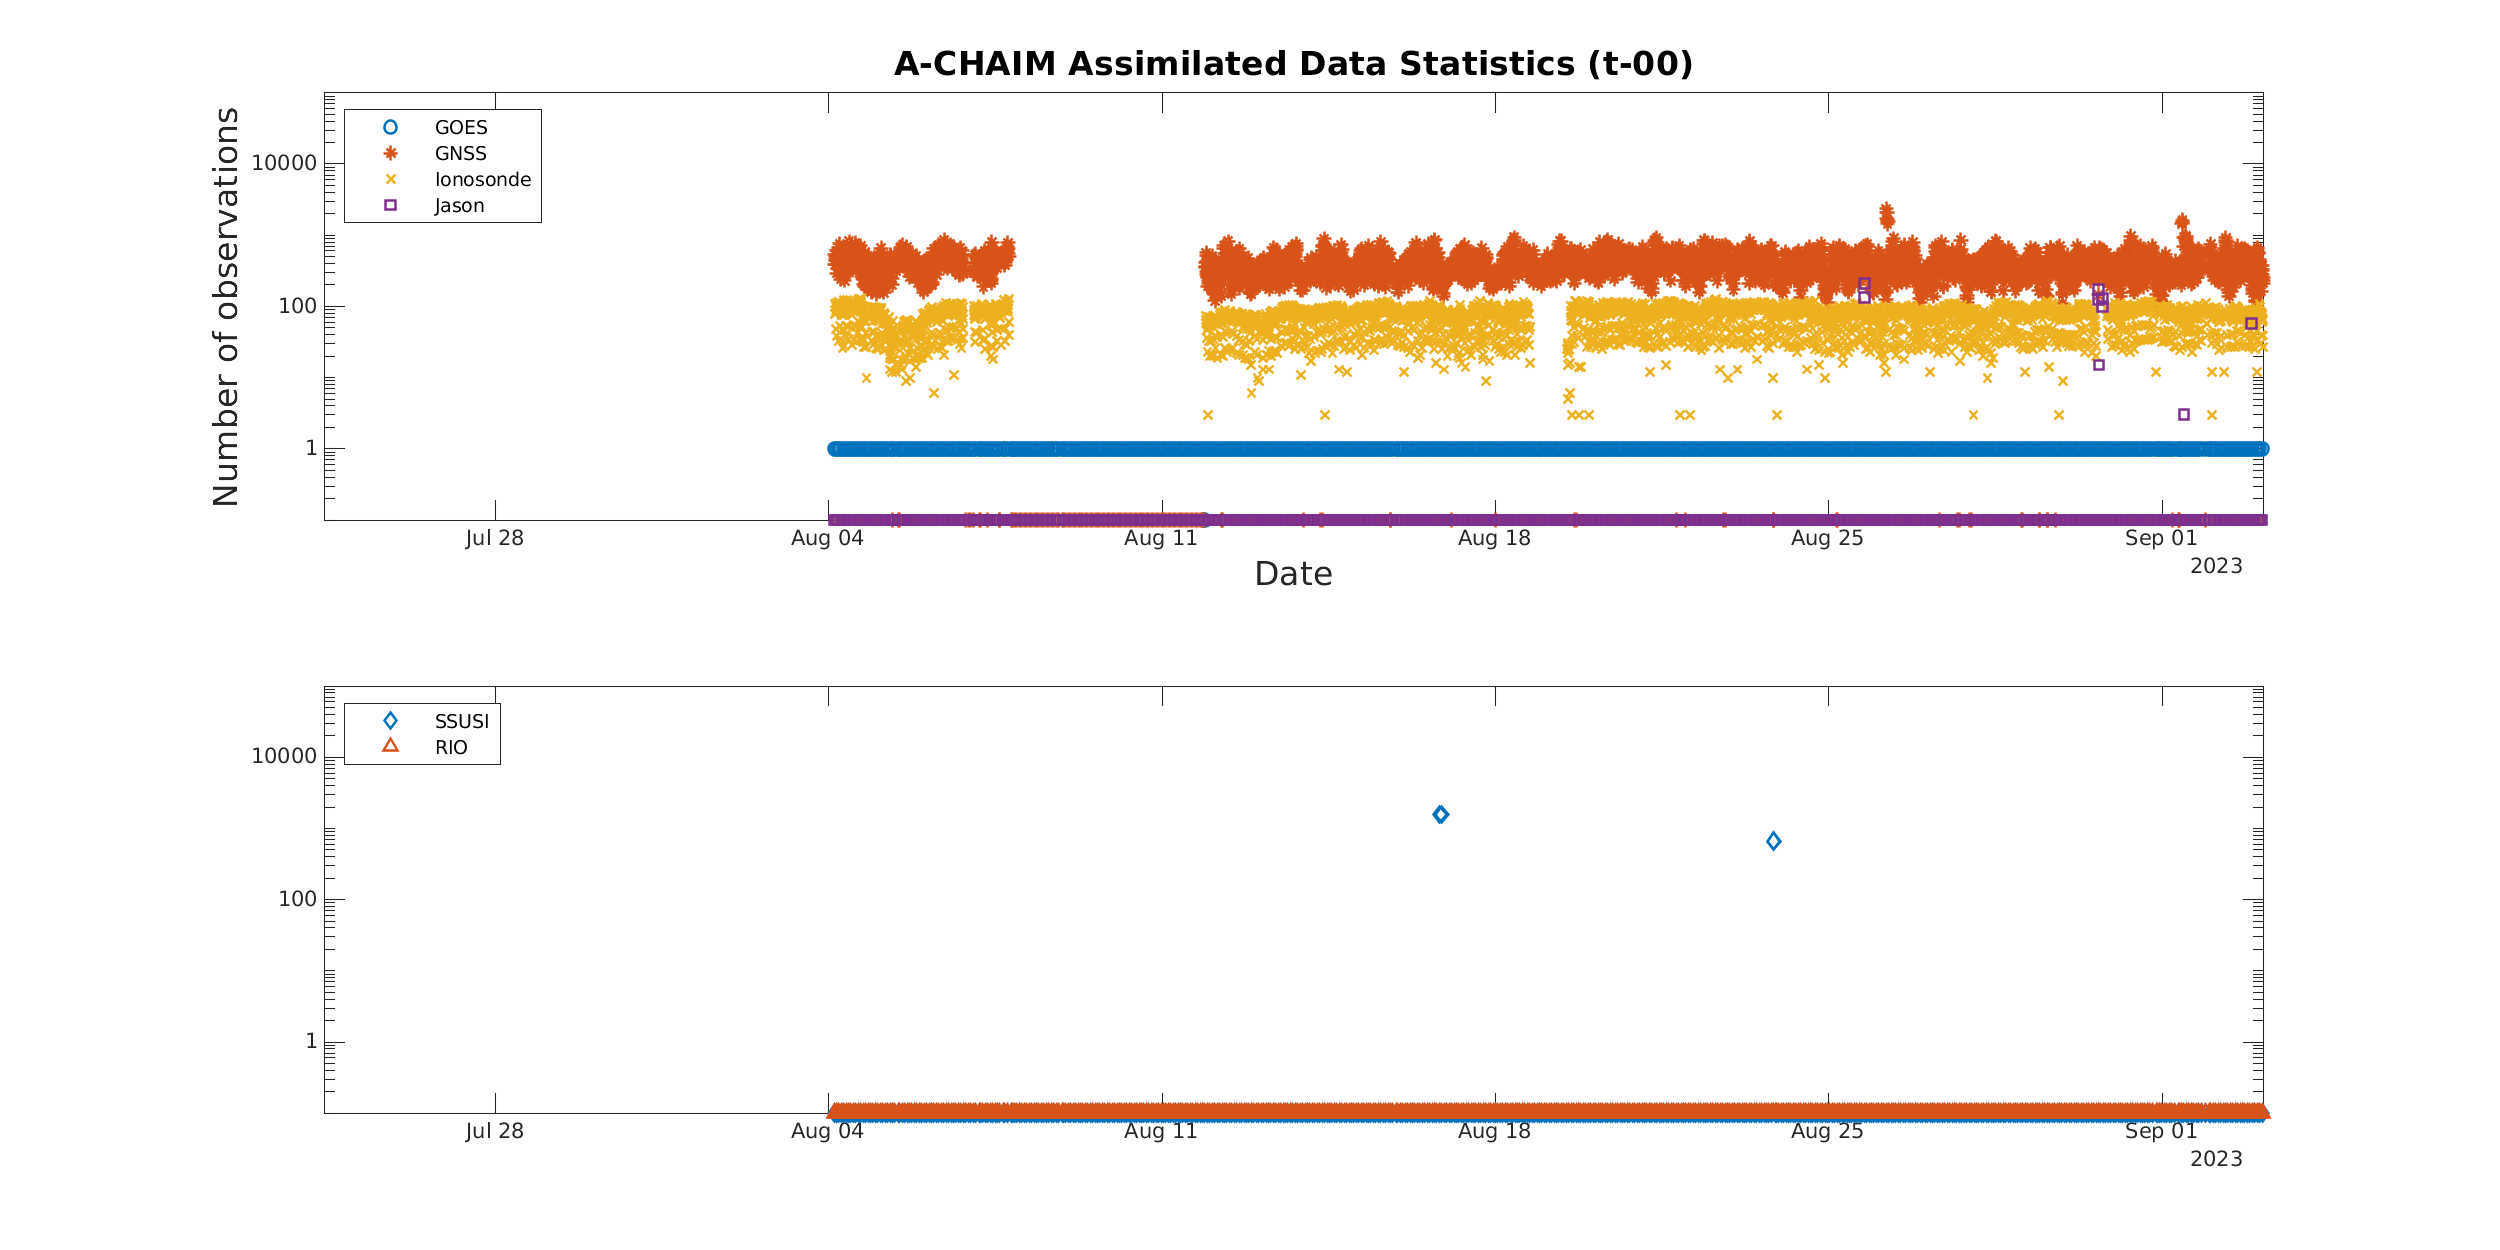 A-CHAIM Assimilated Data Statistics (t-00)
Number of observations
10000
100
1
GOES
GNSS
Ionosonde
Jason
Jul 28 Aug 04 Aug 11 Aug 18 Aug 25 Sep 01
2023
Date
10000
100
1
SSUSI
RIO
Jul 28 Aug 04 Aug 11 Aug 18 Aug 25 Sep 01
2023